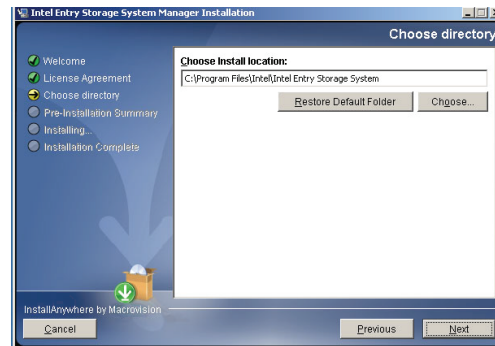 Intel Entry Storage System Manager Installation
Choose directory
Welcome
License Agreement
Choose directory
Pre-Installation Summary
Installing...
Installation Complete
Choose Install location:
C:\Program Files\Intel\Intel Entry Storage System
Restore Default Folder
Choose...
InstallAnywhere by Macrovision
Cancel
Previous
Next